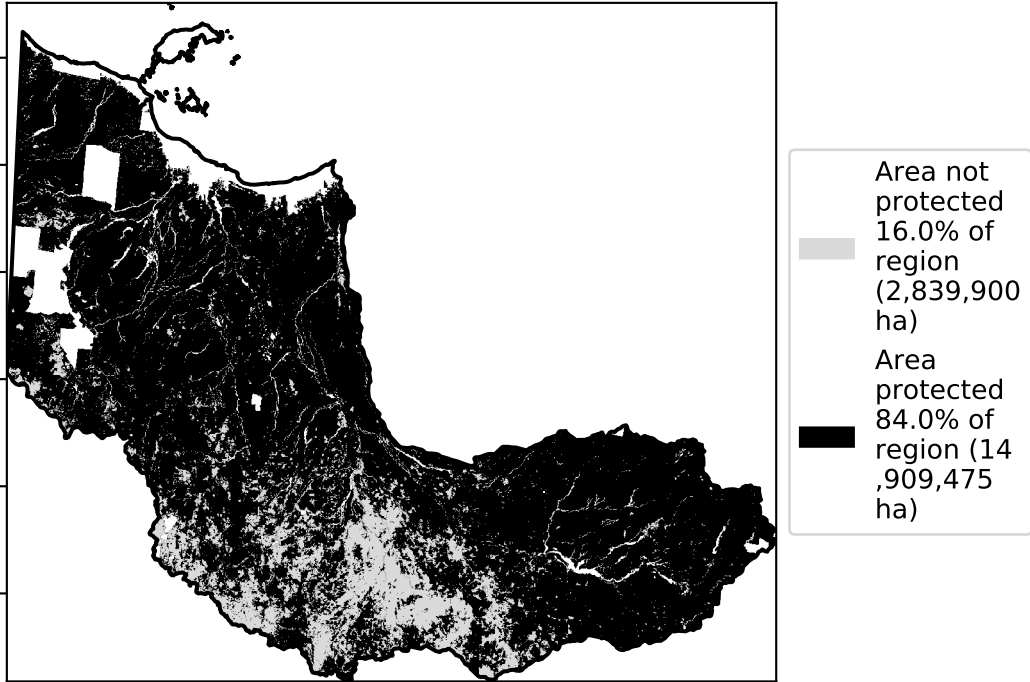 Area not
protected
16.0% of
region
(2,839,900
ha)
Area
protected
84.0% of
region (14
,909,475
ha)